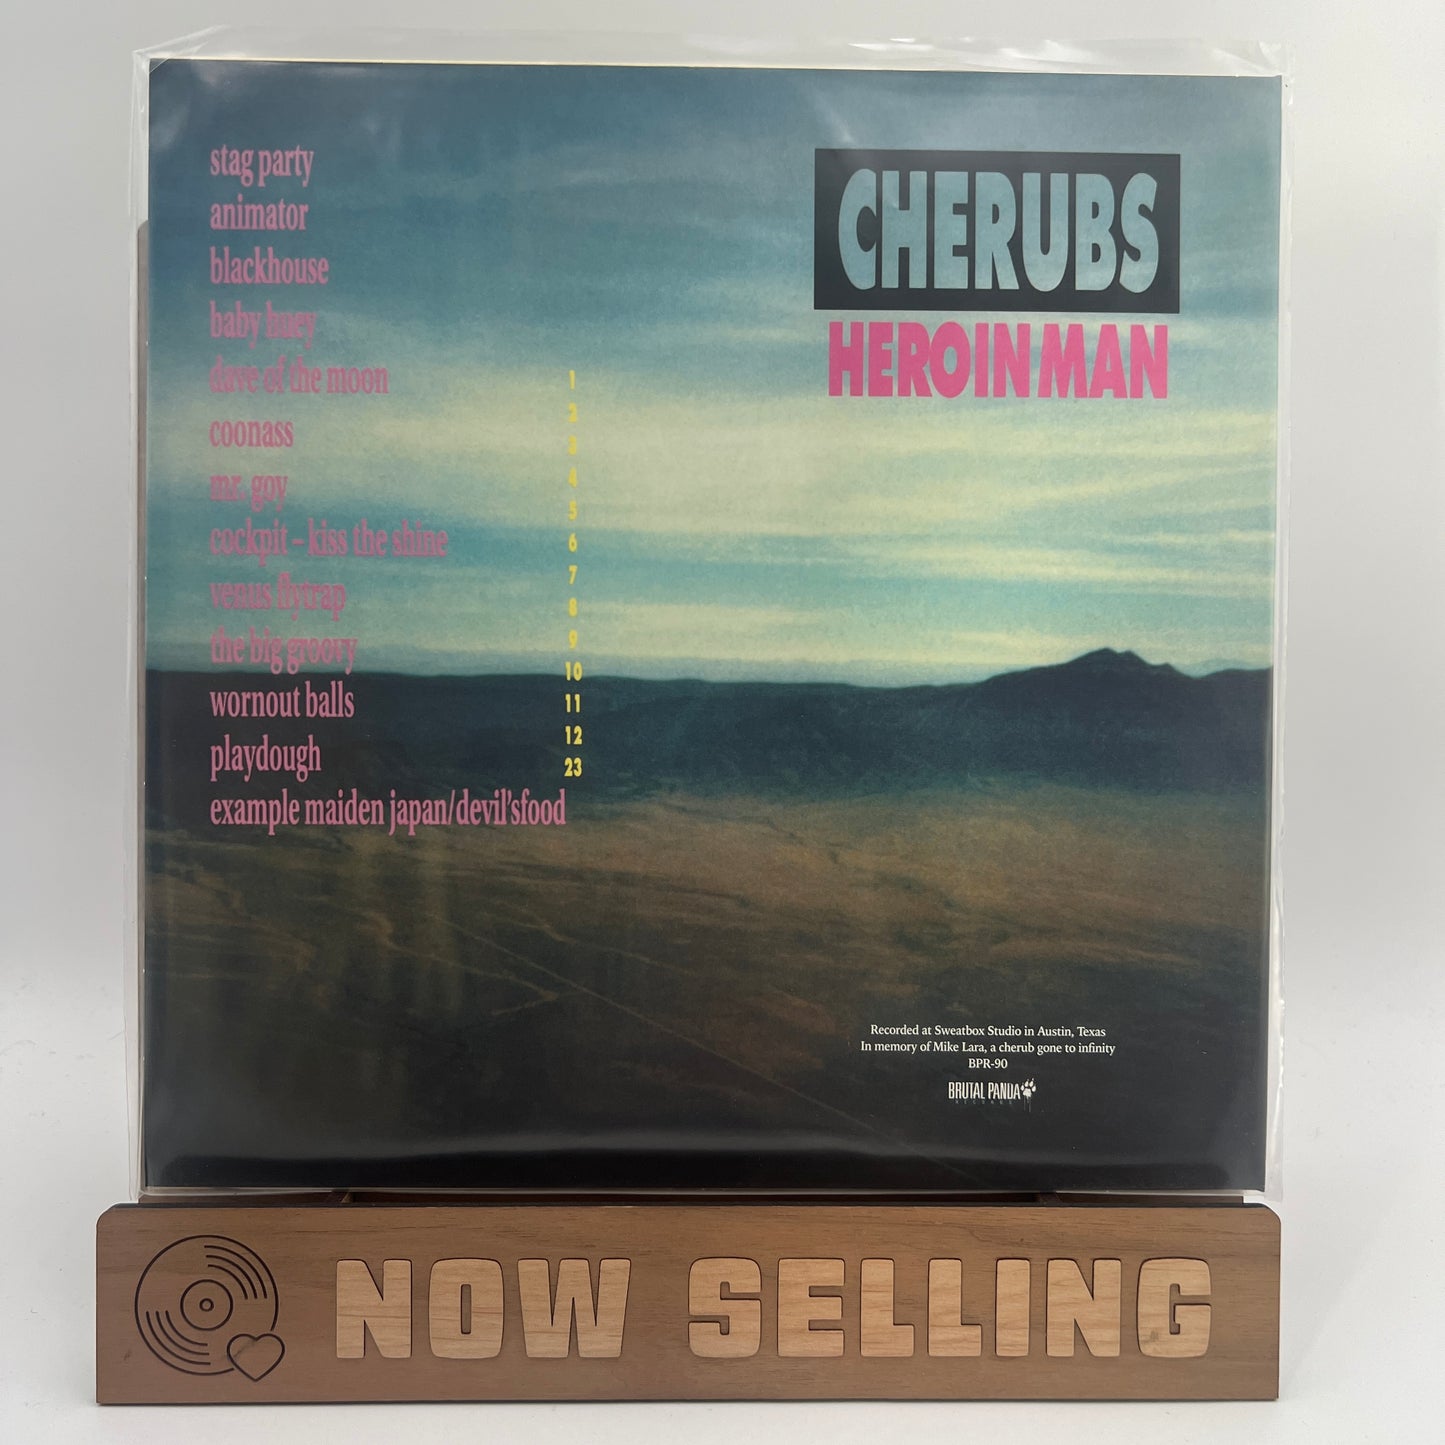 stag party
animator
blackhouse
baby huey
dave of the moon
coonass
mr. goy
cockpit – kiss the shine
venus flytrap
the big groovy
wornout balls
playdough
example maiden japan/devil'sfood
1
2
3
4
5
6
7
8
9
10
11
12
23
CHERUBS
HEROIN MAN
Recorded at Sweatbox Studio in Austin, Texas
In memory of Mike Lara, a cherub gone to infinity
BPR-90
BRUTAL PANDA
RECORDS
NOW SELLING